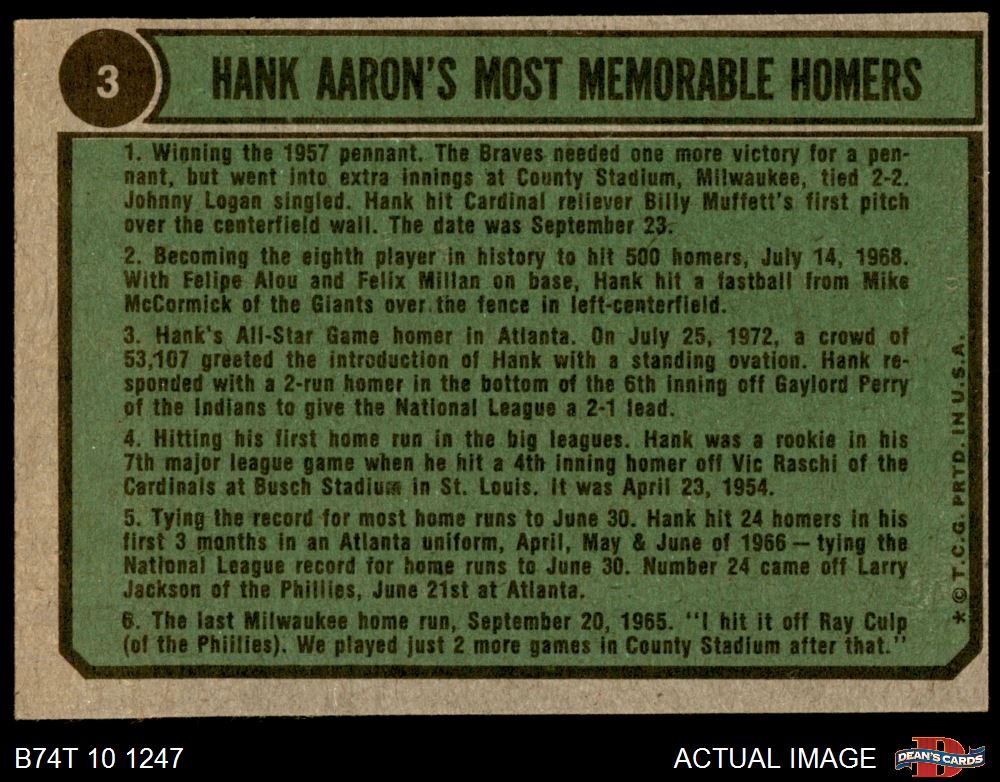 3
HANK AARON'S MOST MEMORABLE HOMERS
1. Winning the 1957 pennant. The Braves needed one more victory for a pen-
nant, but went into extra innings at County Stadium, Milwaukee, tied 2-2.
Johnny Logan singled. Hank hit Cardinal reliever Billy Muffett's first pitch
over the centerfield wall. The date was September 23.
2. Becoming the eighth player in history to hit 500 homers, July 14, 1968.
With Felipe Alou and Felix Millan on base, Hank hit a fastball from Mike
McCormick of the Giants over the fence in left-centerfield.
3. Hank's All-Star Game homer in Atlanta. On July 25, 1972, a crowd of
53,107 greeted the introduction of Hank with a standing ovation. Hank re-
sponded with a 2-run homer in the bottom of the 6th inning off Gaylord Perry
of the Indians to give the National League a 2-1 lead.
4. Hitting his first home run in the big leagues. Hank was a rookie in his
7th major league game when he hit a 4th inning homer off Vic Raschi of the
Cardinals at Busch Stadium in St. Louis. It was April 23, 1954.
5. Tying the record for most home runs to June 30. Hank hit 24 homers in his
first 3 months in an Atlanta uniform, April, May & June of 1966 — tying the
National League record for home runs to June 30. Number 24 came off Larry
Jackson of the Phillies, June 21st at Atlanta.
6. The last Milwaukee home run, September 20, 1965. "I hit it off Ray Culp
(of the Phillies). We played just 2 more games in County Stadium after that."
* © T.C.G. PRTD. IN U.S.A.
B74T 10 1247
ACTUAL IMAGE
D
DEAN'S CARDS